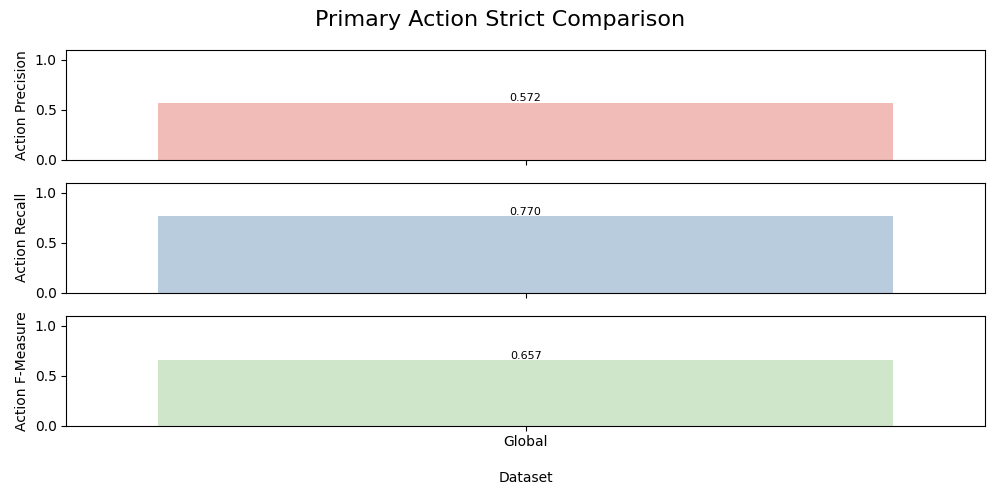 Primary Action Strict Comparison
Action Precision
1.0
0.5
0.0
0.572
Action Recall
1.0
0.5
0.0
0.770
Action F-Measure
1.0
0.5
0.0
0.657
Global
Dataset